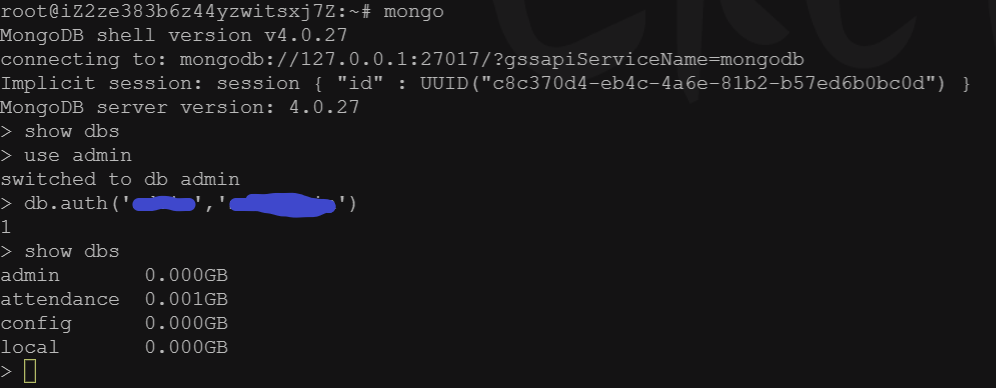 root@iZ2ze383b6z44yzwitsxj7Z:~# mongo
MongoDB shell version v4.0.27
connecting to: mongodb://127.0.0.1:27017/?gssapiServiceName=mongodb
Implicit session: session { "id" : UUID("c8c370d4-eb4c-4a6e-81b2-b57ed6b0bc0d") }
MongoDB server version: 4.0.27
> show dbs
> use admin
switched to db admin
> db.auth('','')
1
> show dbs
admin       0.000GB
attendance  0.001GB
config      0.000GB
local       0.000GB
>